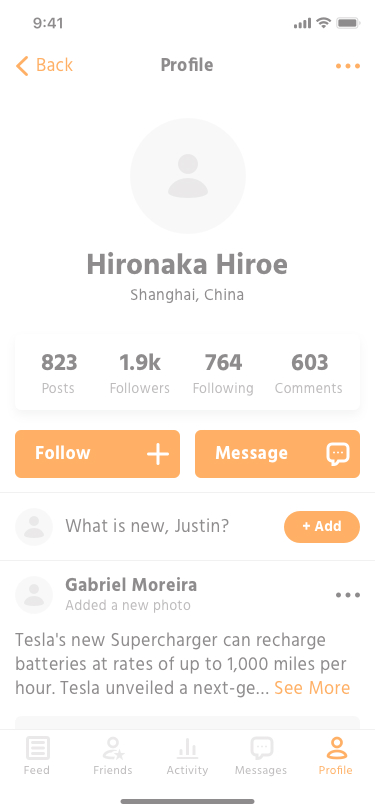 9:41
Back
Profile
Hironaka Hiroe
Shanghai, China
823 1.9k 764 603
Posts Followers Following Comments
Follow
Message
What is new, Justin?
+ Add
Gabriel Moreira
Added a new photo
Tesla's new Supercharger can recharge
batteries at rates of up to 1,000 miles per
hour. Tesla unveiled a next-ge... See More
Feed Friends Activity Messages Profile